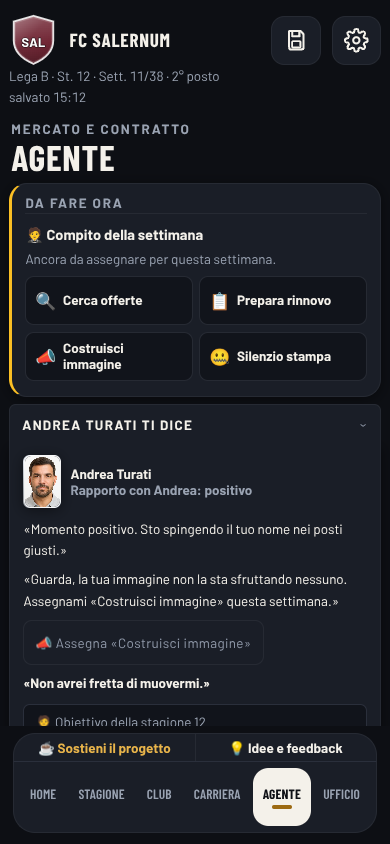 SAL
FC SALERNUM
Lega B · St. 12 · Sett. 11/38 · 2° posto
salvato 15:12
MERCATO E CONTRATTO
AGENTE
DA FARE ORA
Compito della settimana
Ancora da assegnare per questa settimana.
Cerca offerte
Prepara rinnovo
Costruisci
immagine
Silenzio stampa
ANDREA TURATI TI DICE
Andrea Turati
Rapporto con Andrea: positivo
«Momento positivo. Sto spingendo il tuo nome nei posti
giusti.»
«Guarda, la tua immagine non la sta sfruttando nessuno.
Assegnami «Costruisci immagine» questa settimana.»
Assegna «Costruisci immagine»
«Non avrei fretta di muovermi.»
Obiettivo della stagione 12
Sostieni il progetto
Idee e feedback
HOME
STAGIONE
CLUB
CARRIERA
AGENTE
UFFICIO